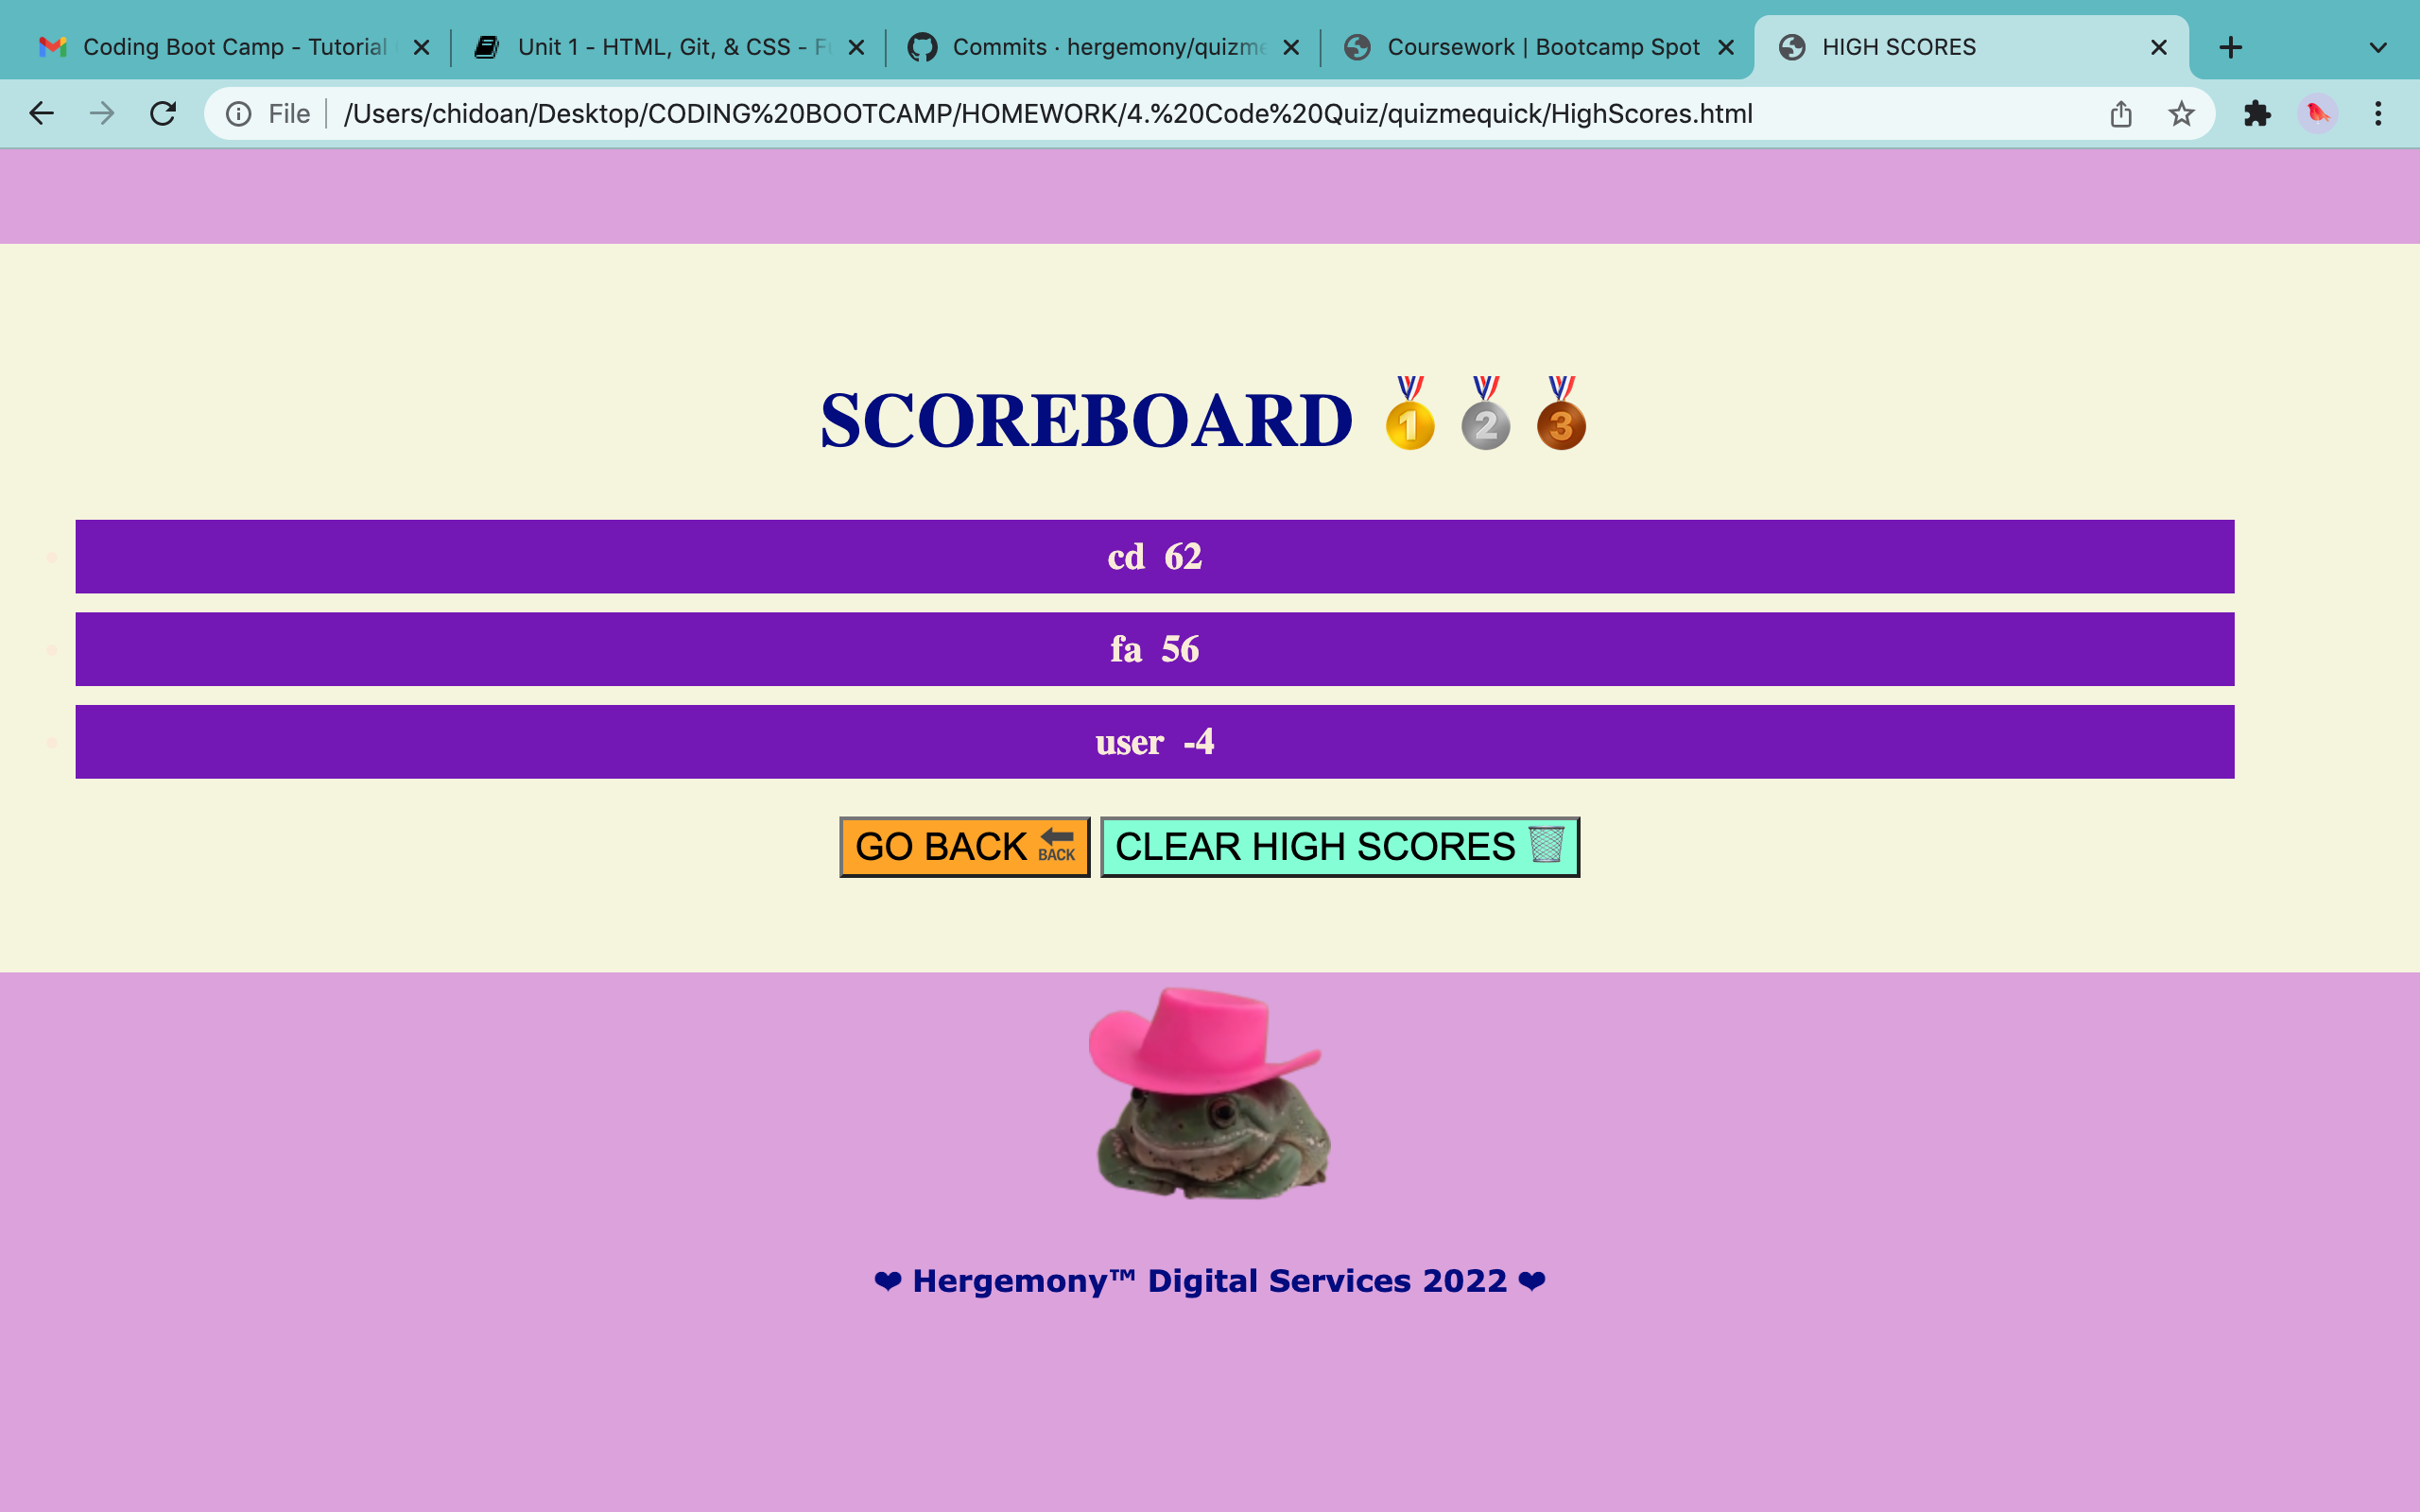 Coding Boot Camp - Tutorial
Unit 1 - HTML, Git, & CSS - F
Commits · hergemony/quizme
Coursework | Bootcamp Spot
HIGH SCORES
File
/Users/chidoan/Desktop/CODING%20BOOTCAMP/HOMEWORK/4.%20Code%20Quiz/quizmequick/HighScores.html
SCOREBOARD 🥇 🥈 🥉
cd 62
fa 56
user -4
GO BACK 🔙 CLEAR HIGH SCORES 🗑️
❤ Hergemony™ Digital Services 2022 ❤